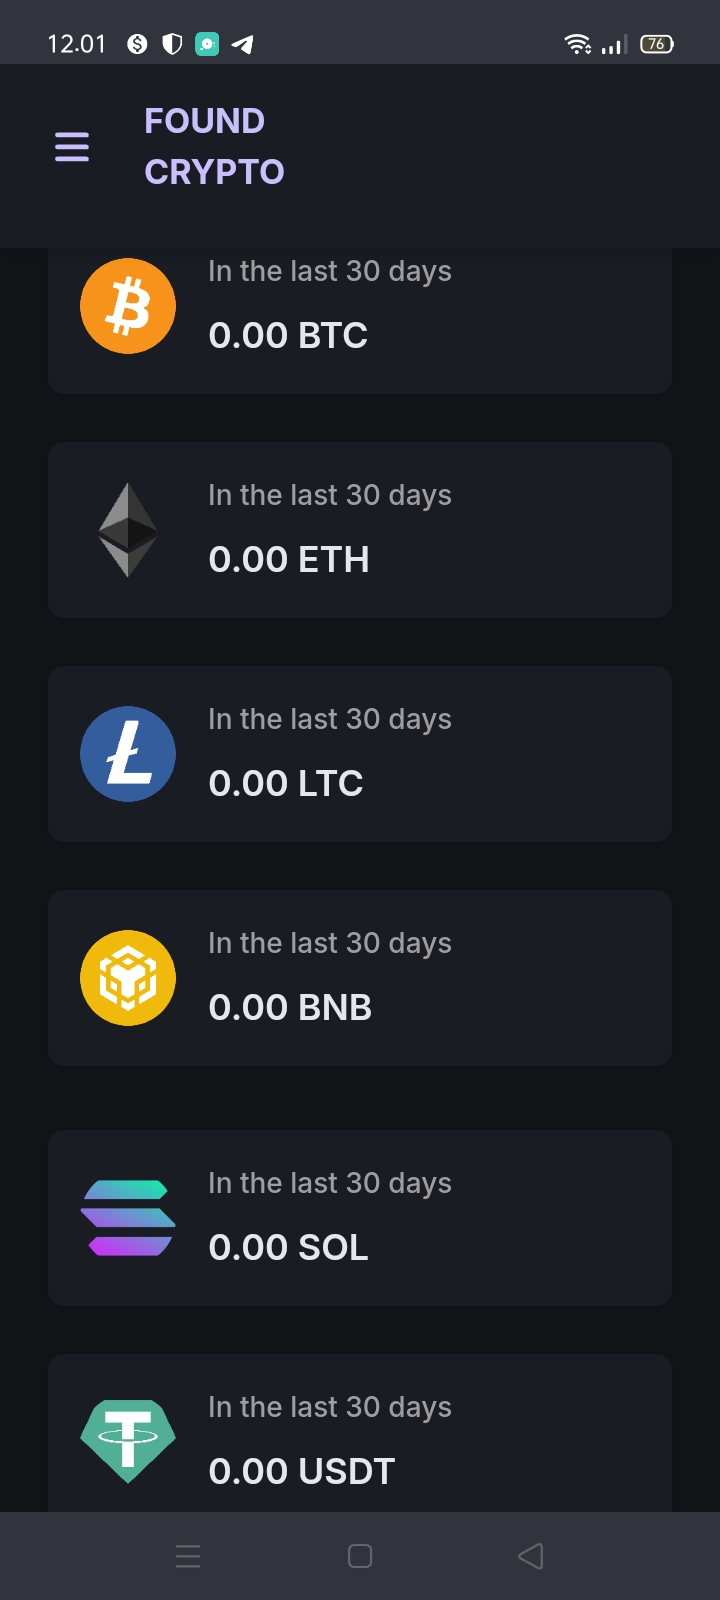 12.01
76
FOUND
CRYPTO
In the last 30 days
0.00 BTC
In the last 30 days
0.00 ETH
In the last 30 days
0.00 LTC
In the last 30 days
0.00 BNB
In the last 30 days
0.00 SOL
In the last 30 days
0.00 USDT